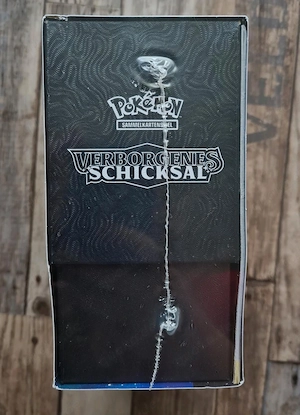 POKÉMON
SAMMELKARTENSPIEL
VERBORGENES
SCHICKSAL